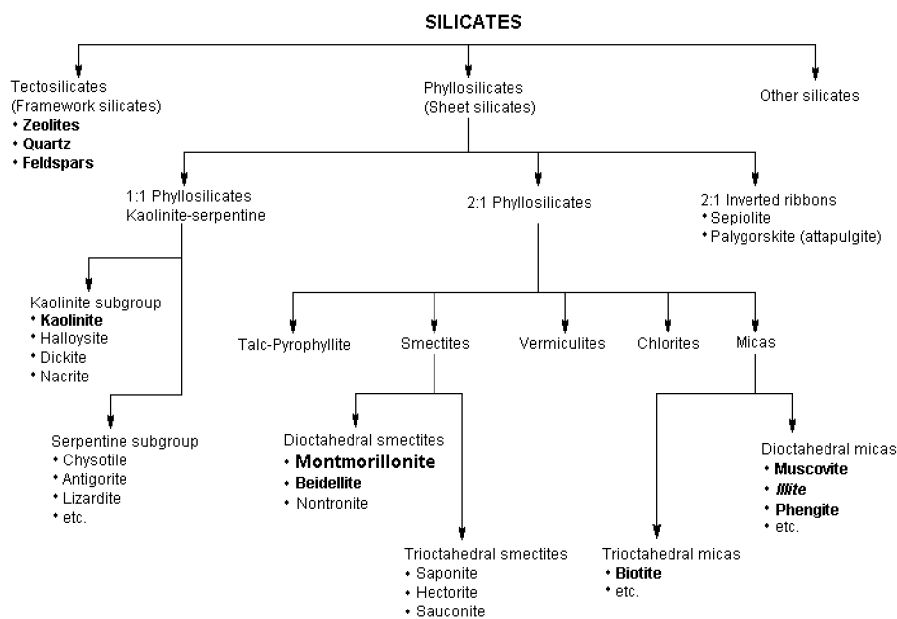 SILICATES
Tectosilicates
(Framework silicates)
• Zeolites
• Quartz
• Feldspars
Phyllosilicates
(Sheet silicates)
Other silicates
1:1 Phyllosilicates
Kaolinite-serpentine
2:1 Phyllosilicates
2:1 Inverted ribbons
• Sepiolite
• Palygorskite (attapulgite)
Kaolinite subgroup
• Kaolinite
• Halloysite
• Dickite
• Nacrite
Talc-Pyrophyllite
Smectites
Vermiculites
Chlorites
Micas
Serpentine subgroup
• Chysotile
• Antigorite
• Lizardite
• etc.
Dioctahedral smectites
• Montmorillonite
• Beidellite
• Nontronite
Dioctahedral micas
• Muscovite
• Illite
• Phengite
• etc.
Trioctahedral smectites
• Saponite
• Hectorite
• Sauconite
Trioctahedral micas
• Biotite
• etc.